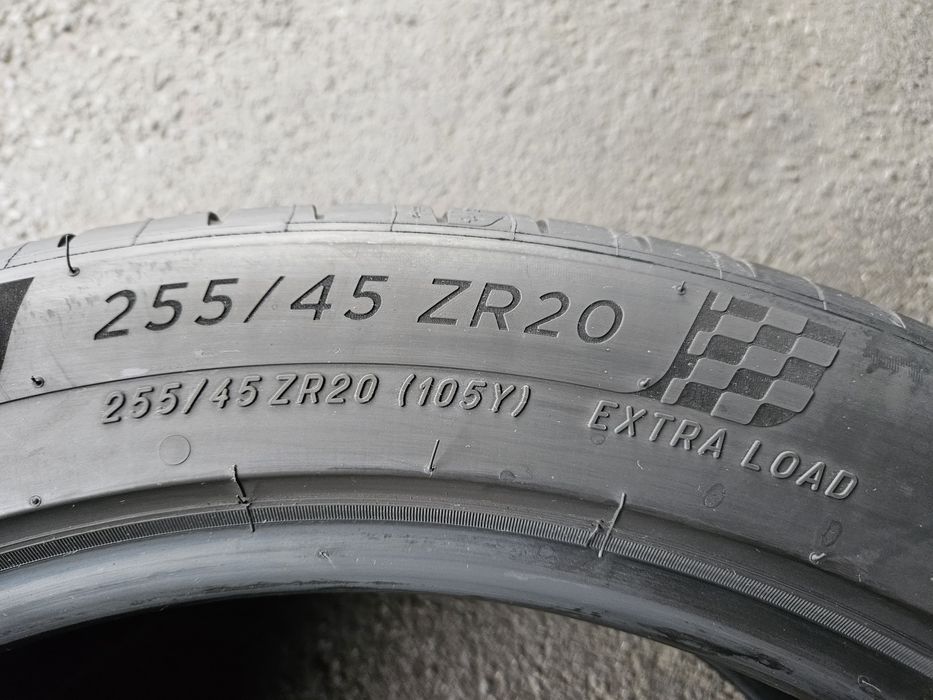 255/45 ZR20
255/45 ZR20 (105Y)
EXTRA LOAD